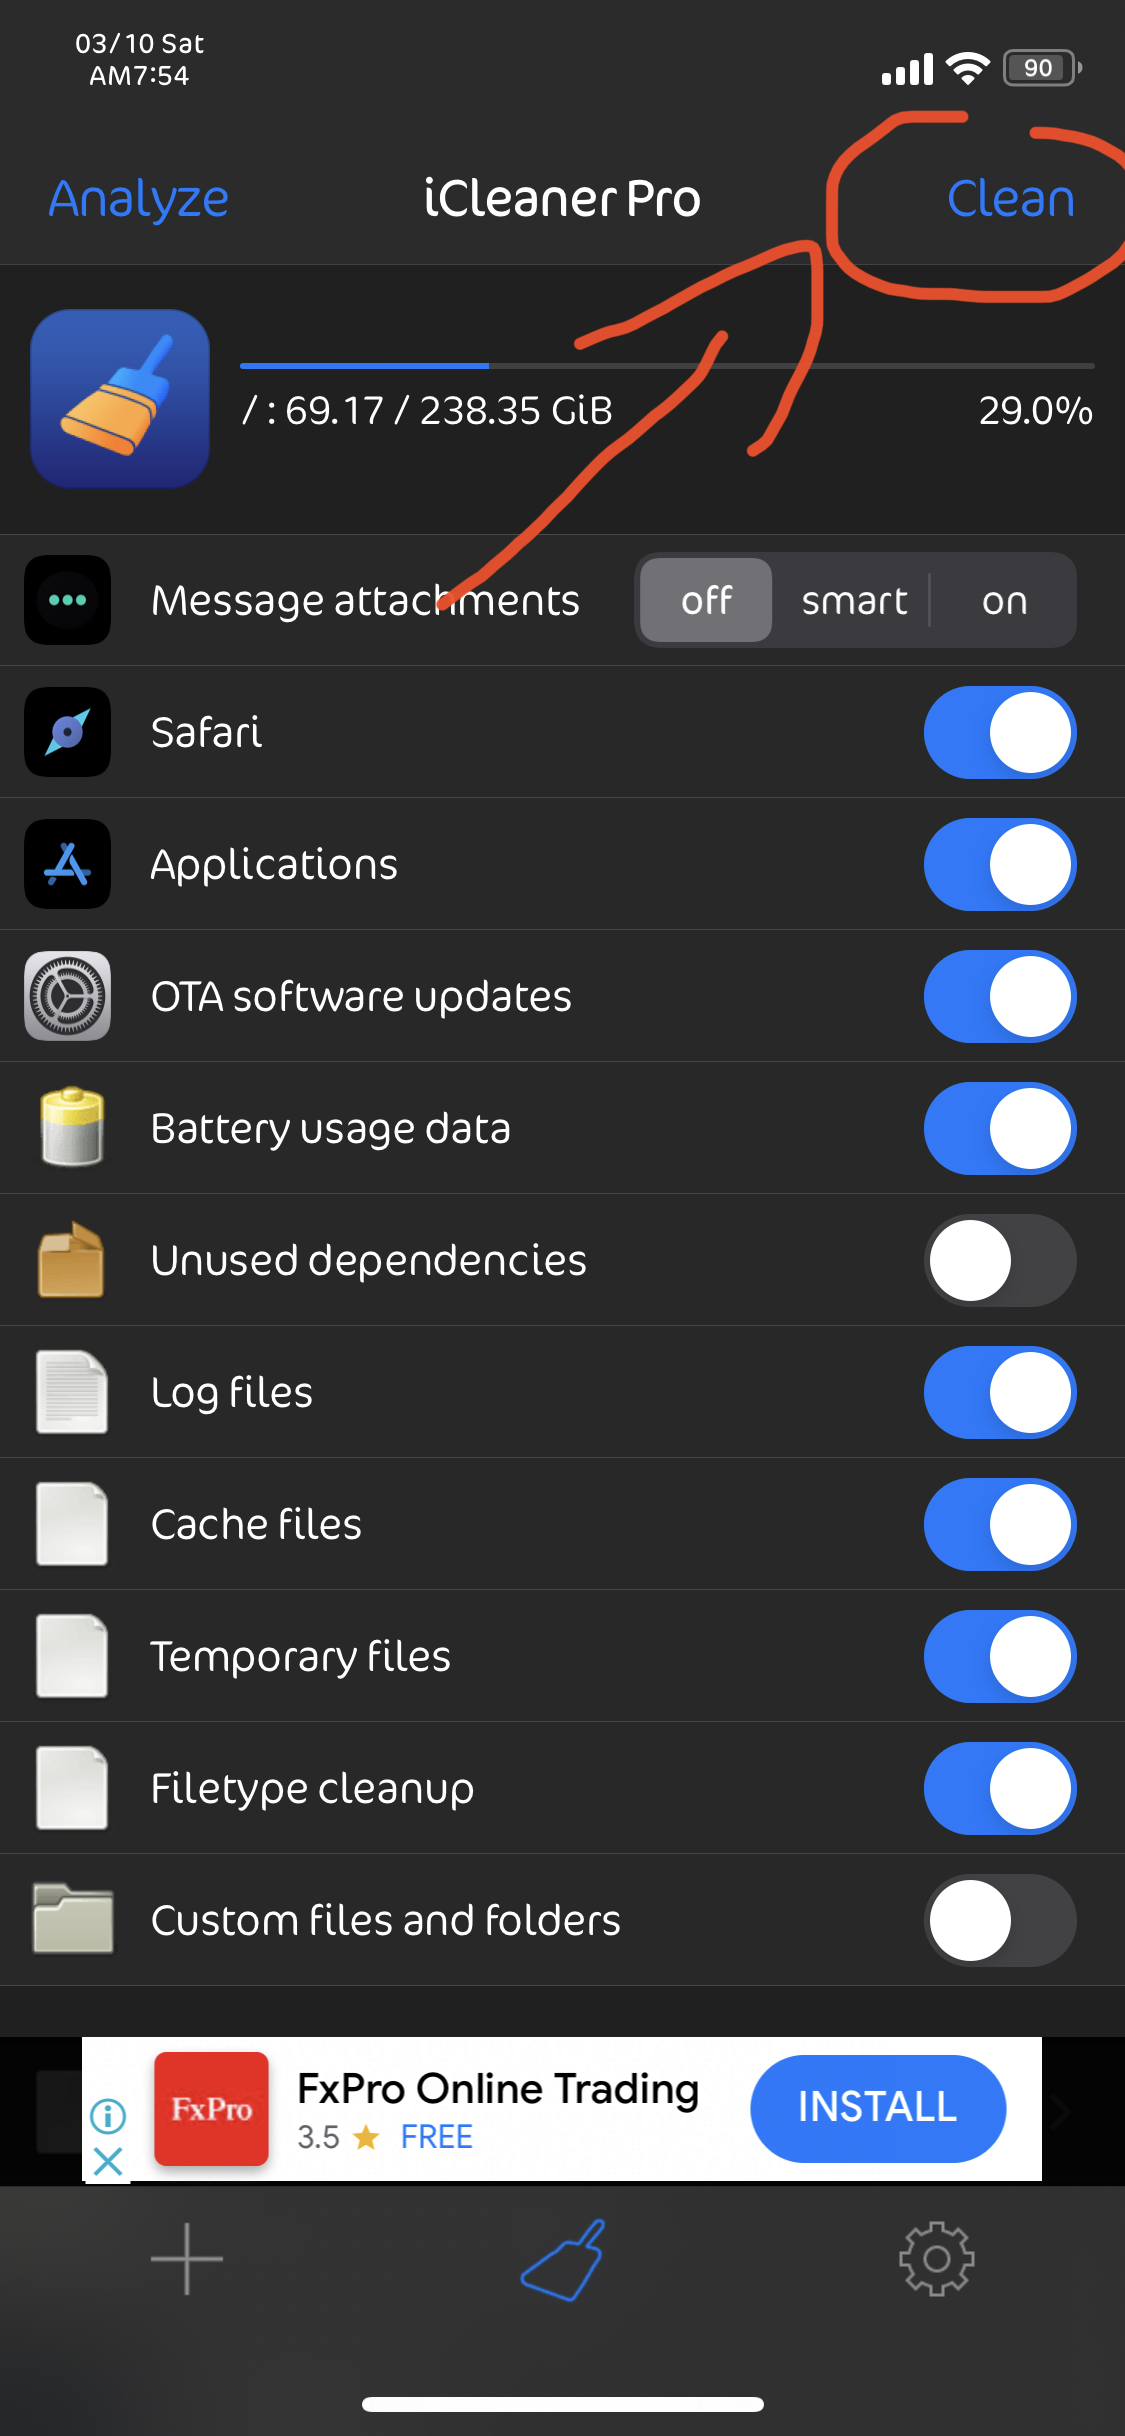 03/10 Sat
AM7:54
90
Analyze
iCleaner Pro
Clean
/ : 69.17 / 238.35 GiB
29.0%
Message attachments
off
smart
on
Safari
Applications
OTA software updates
Battery usage data
Unused dependencies
Log files
Cache files
Temporary files
Filetype cleanup
Custom files and folders
FxPro
FxPro Online Trading
3.5 ★ FREE
INSTALL